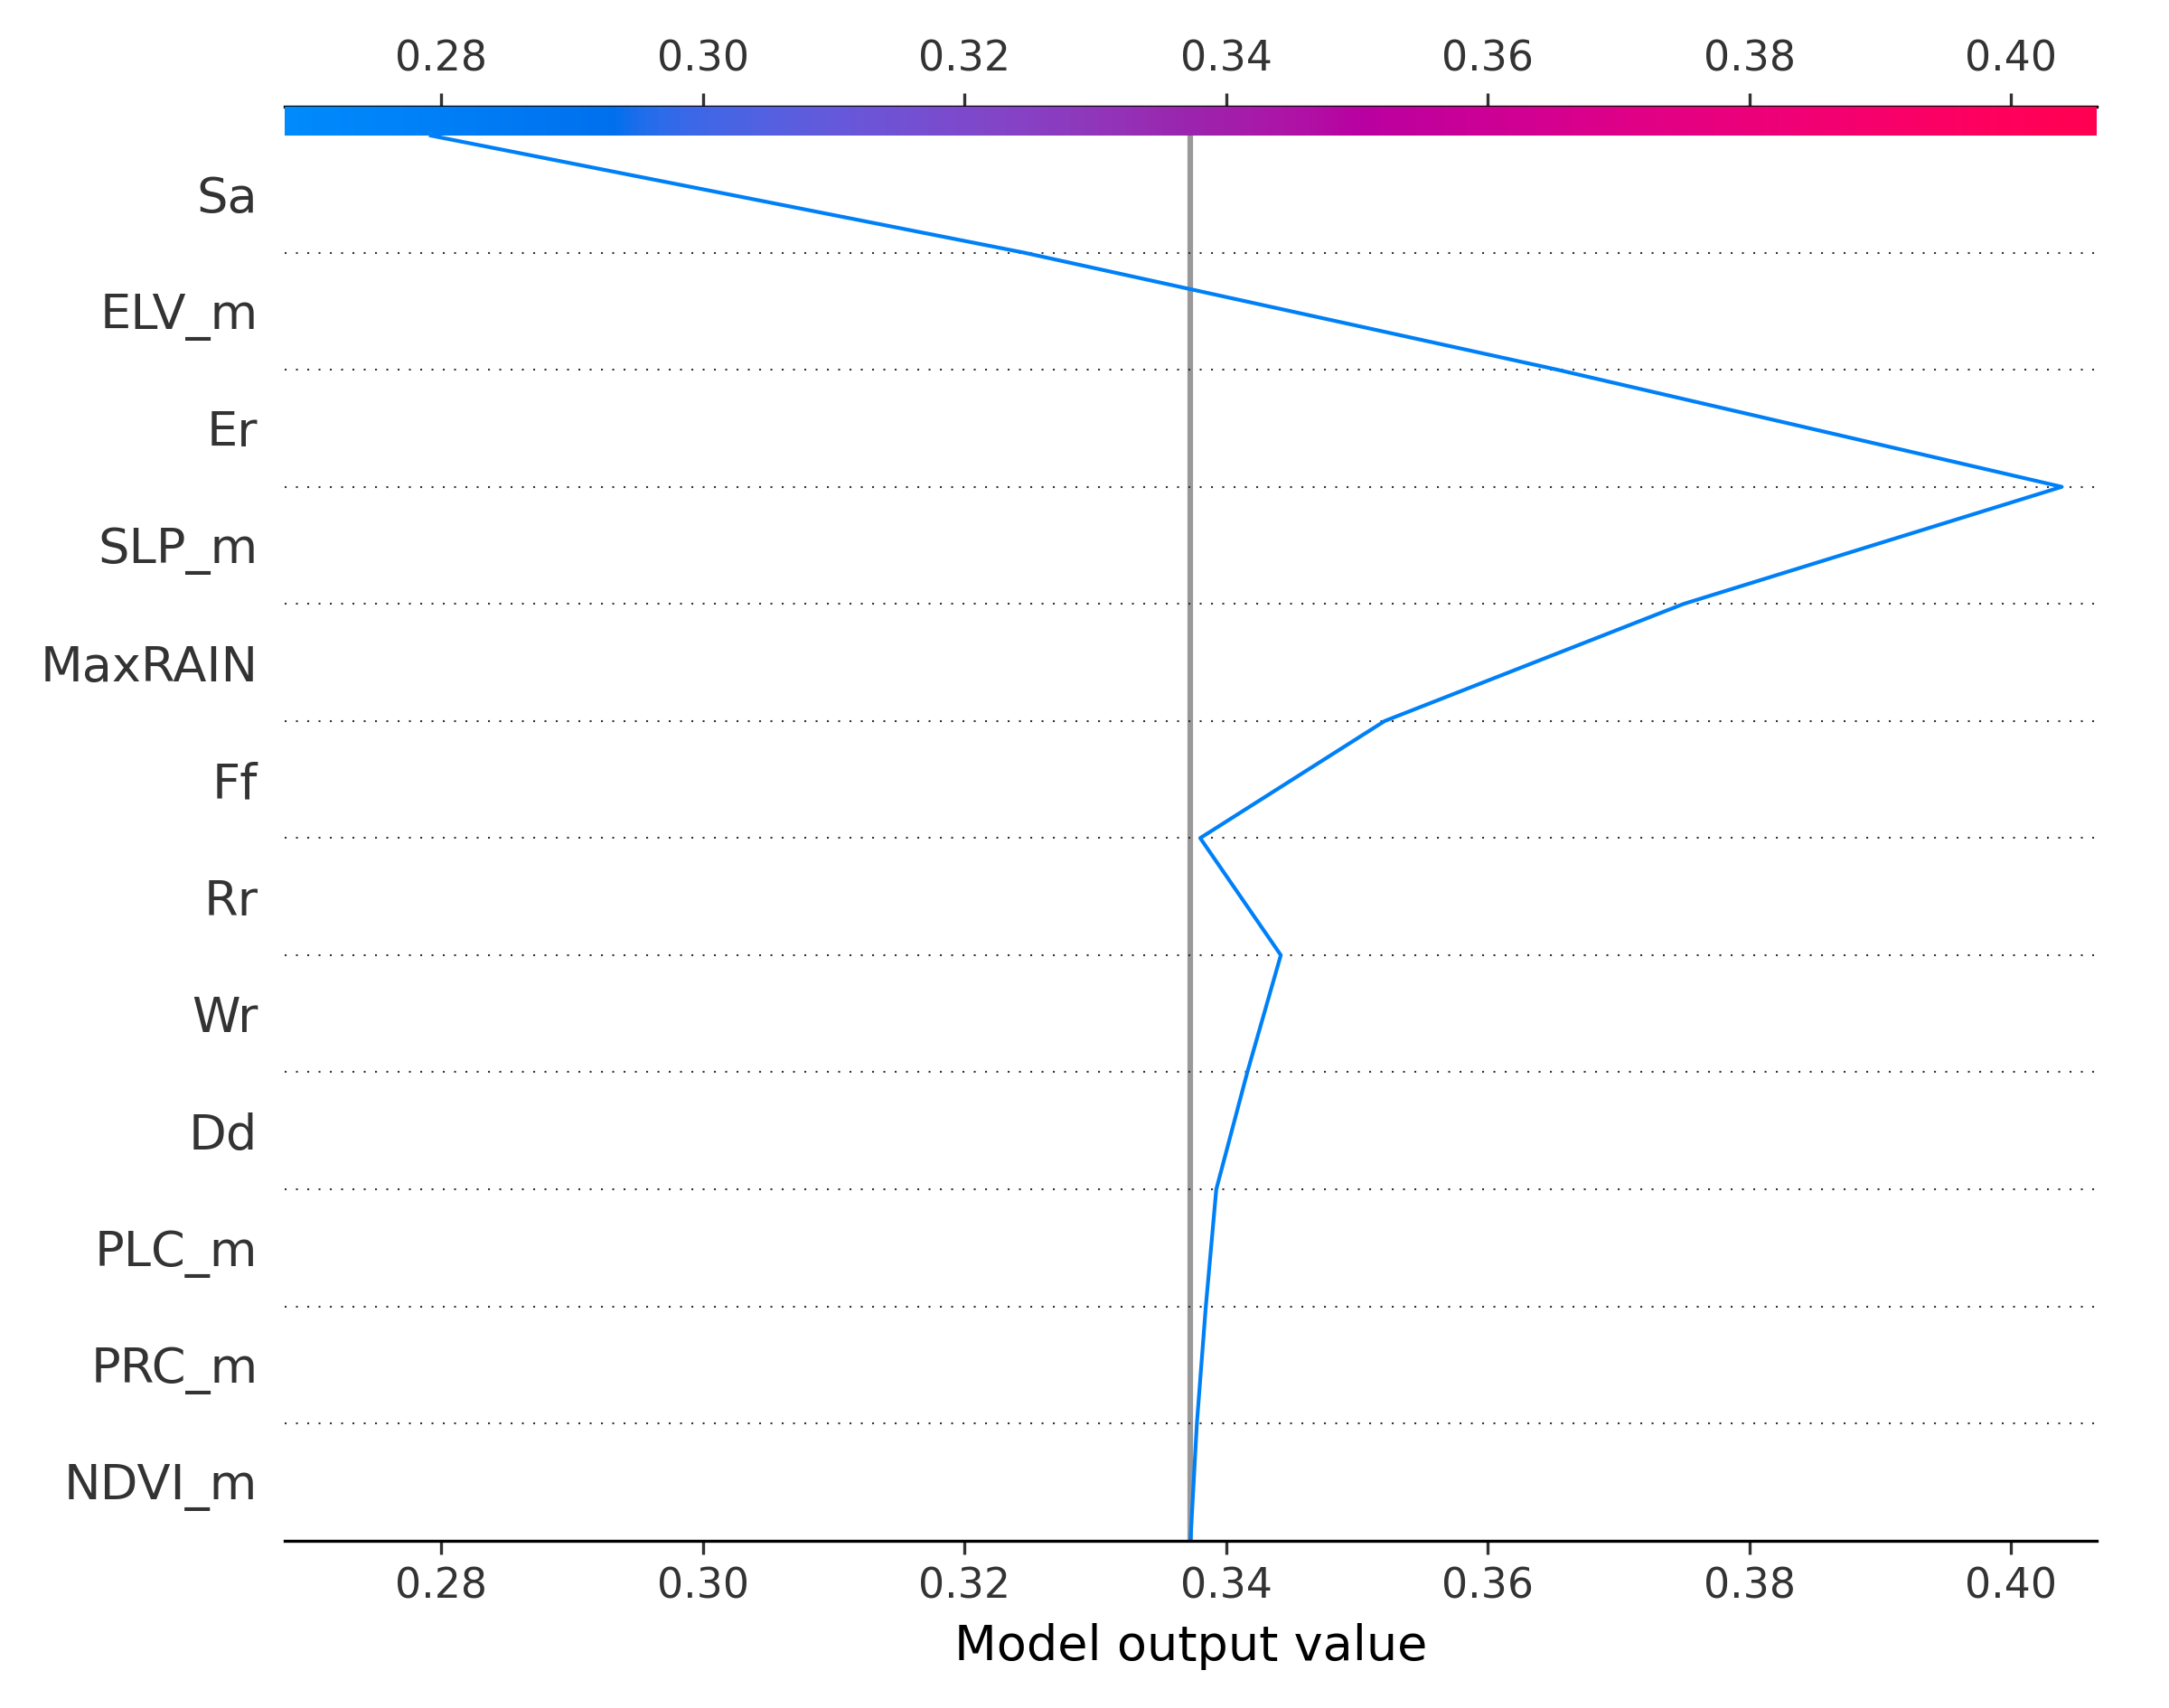 0.28 0.30 0.32 0.34 0.36 0.38 0.40
Sa
ELV_m
Er
SLP_m
MaxRAIN
Ff
Rr
Wr
Dd
PLC_m
PRC_m
NDVI_m
0.28 0.30 0.32 0.34 0.36 0.38 0.40
Model output value